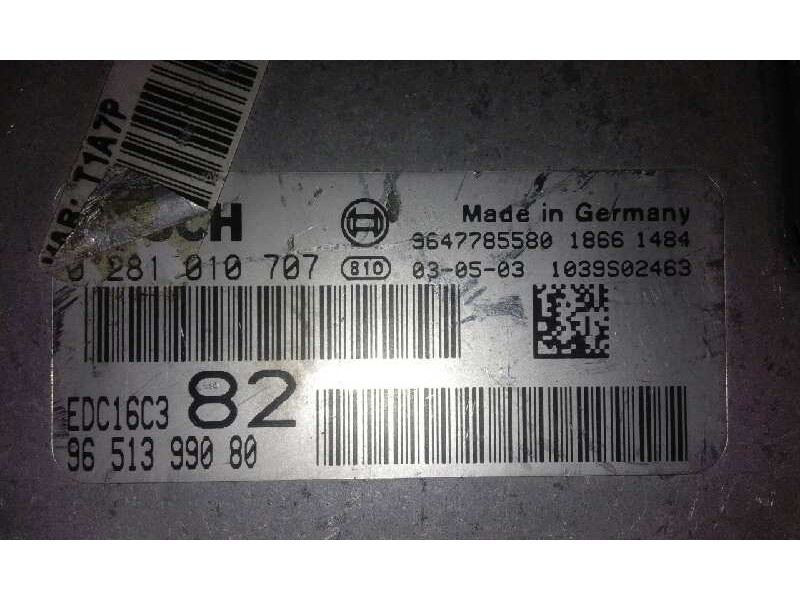 T1A7P
Made in Germany
9647785580 1866 1484
0 281 010 707 810 03-05-03 1039S02463
EDC16C3 82
96 513 990 80